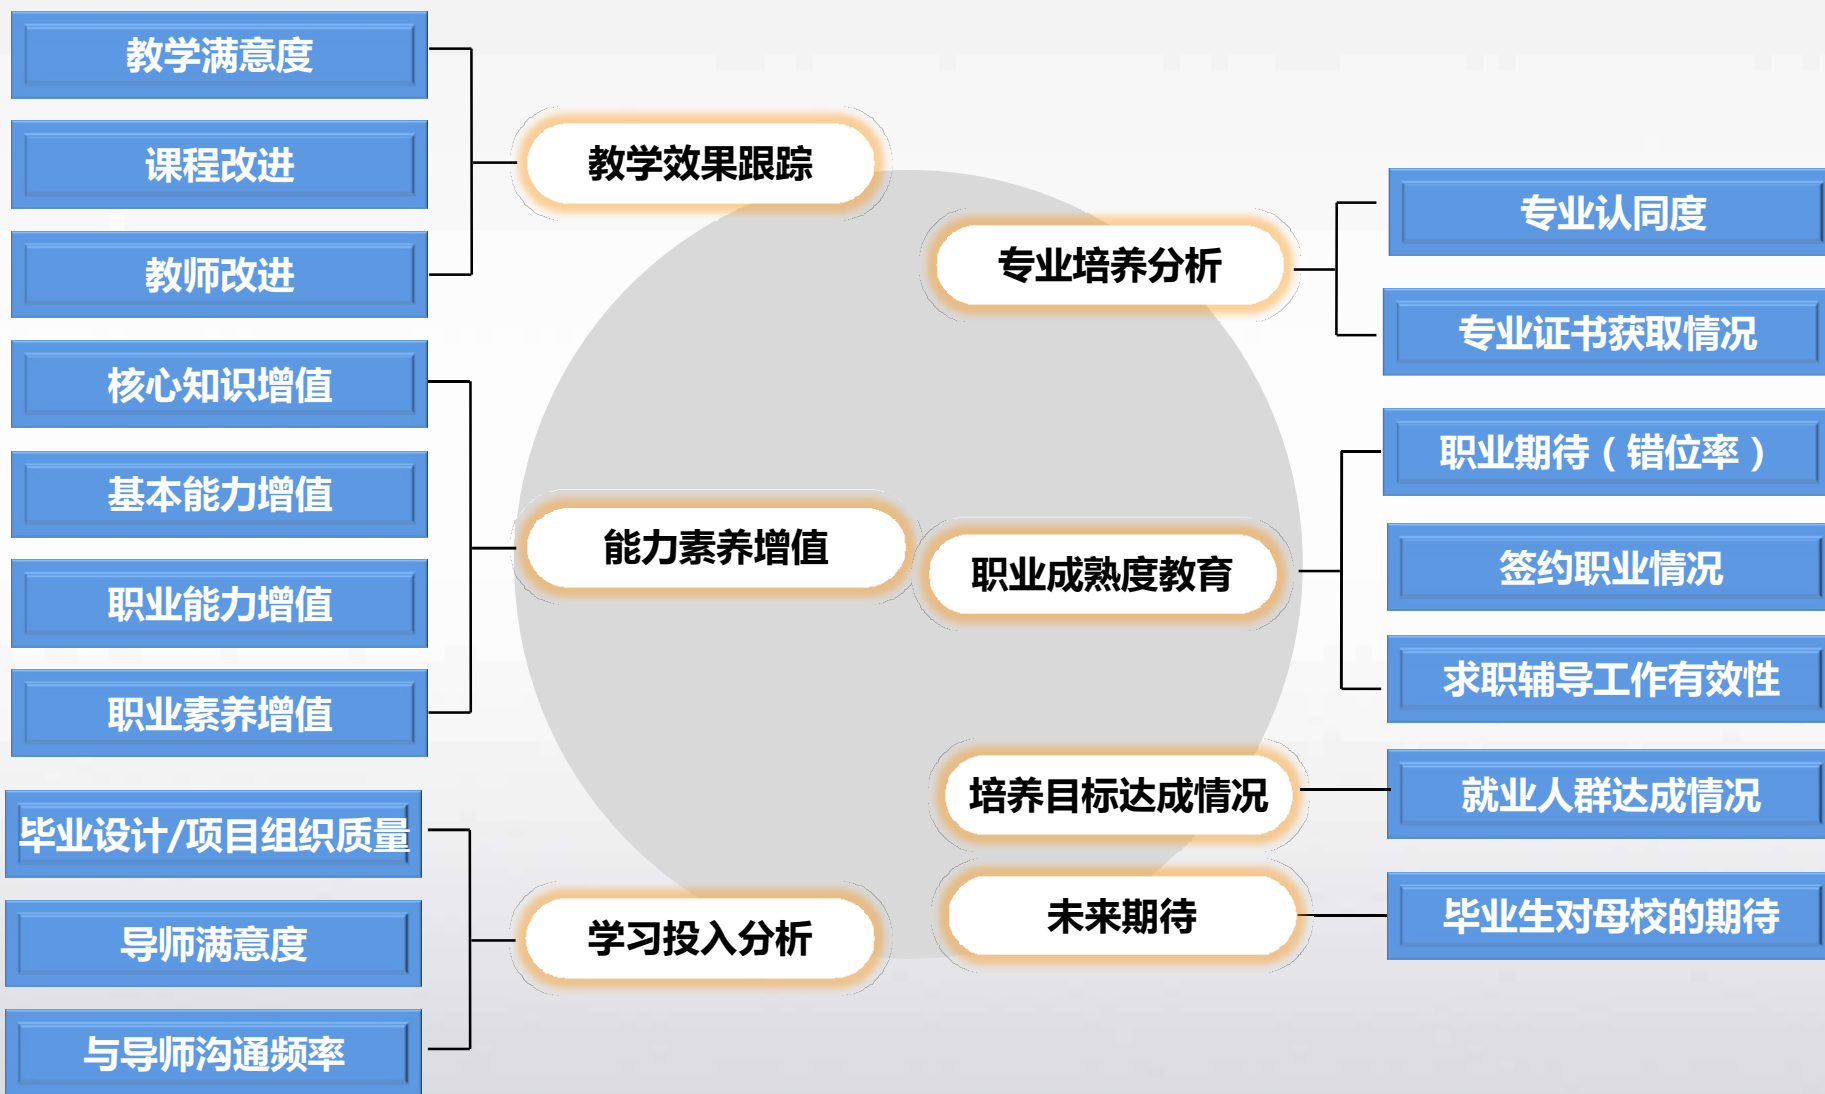 教学满意度
课程改进
教师改进
教学效果跟踪
核心知识增值
基本能力增值
职业能力增值
职业素养增值
能力素养增值
毕业设计/项目组织质量
导师满意度
与导师沟通频率
学习投入分析
专业培养分析
专业认同度
专业证书获取情况
职业成熟度教育
职业期待（错位率）
签约职业情况
求职辅导工作有效性
培养目标达成情况
就业人群达成情况
未来期待
毕业生对母校的期待